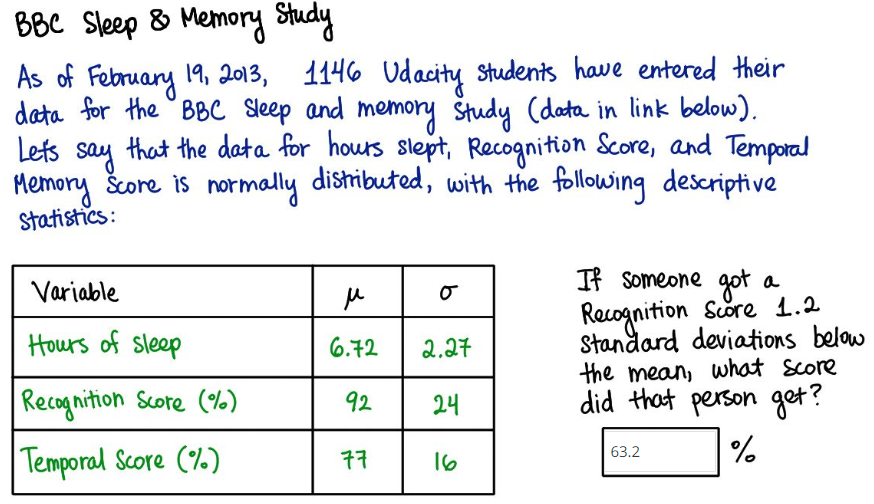 BBC Sleep & Memory Study
As of February 19, 2013, 1146 Udacity students have entered their
data for the BBC Sleep and memory Study (data in link below).
Lets say that the data for hours slept, Recognition Score, and Temporal
Memory Score is normally distributed, with the following descriptive
Statistics:
Variable μ σ
Hours of sleep 6.72 2.27
Recognition Score (%) 92 24
Temporal Score (%) 77 16
If someone got a
Recognition Score 1.2
standard deviations below
the mean, what score
did that person get?
63.2 %